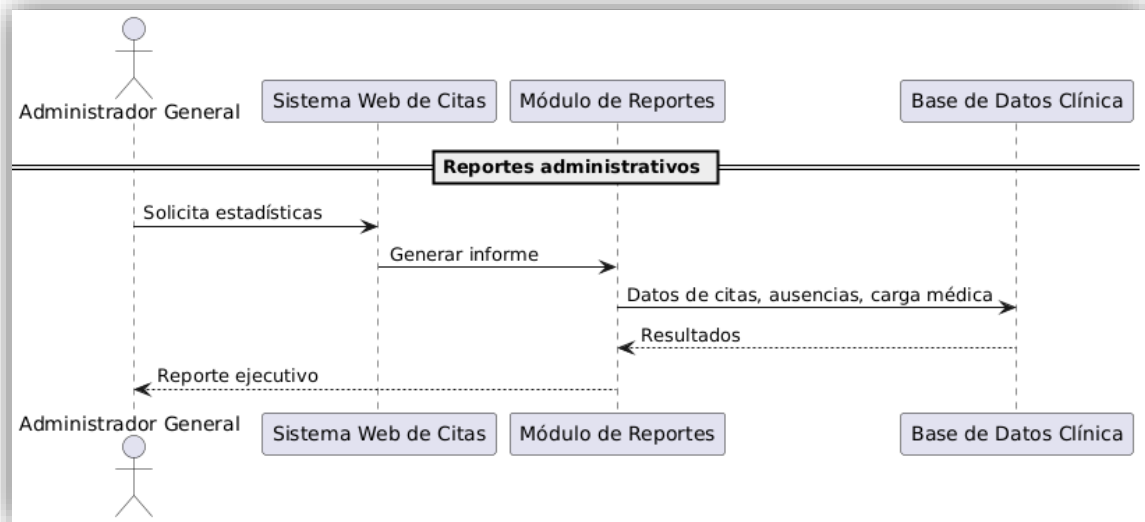 Administrador General
Sistema Web de Citas
Módulo de Reportes
Base de Datos Clínica
Reportes administrativos
Solicita estadísticas
Generar informe
Datos de citas, ausencias, carga médica
Resultados
Reporte ejecutivo
Administrador General
Sistema Web de Citas
Módulo de Reportes
Base de Datos Clínica